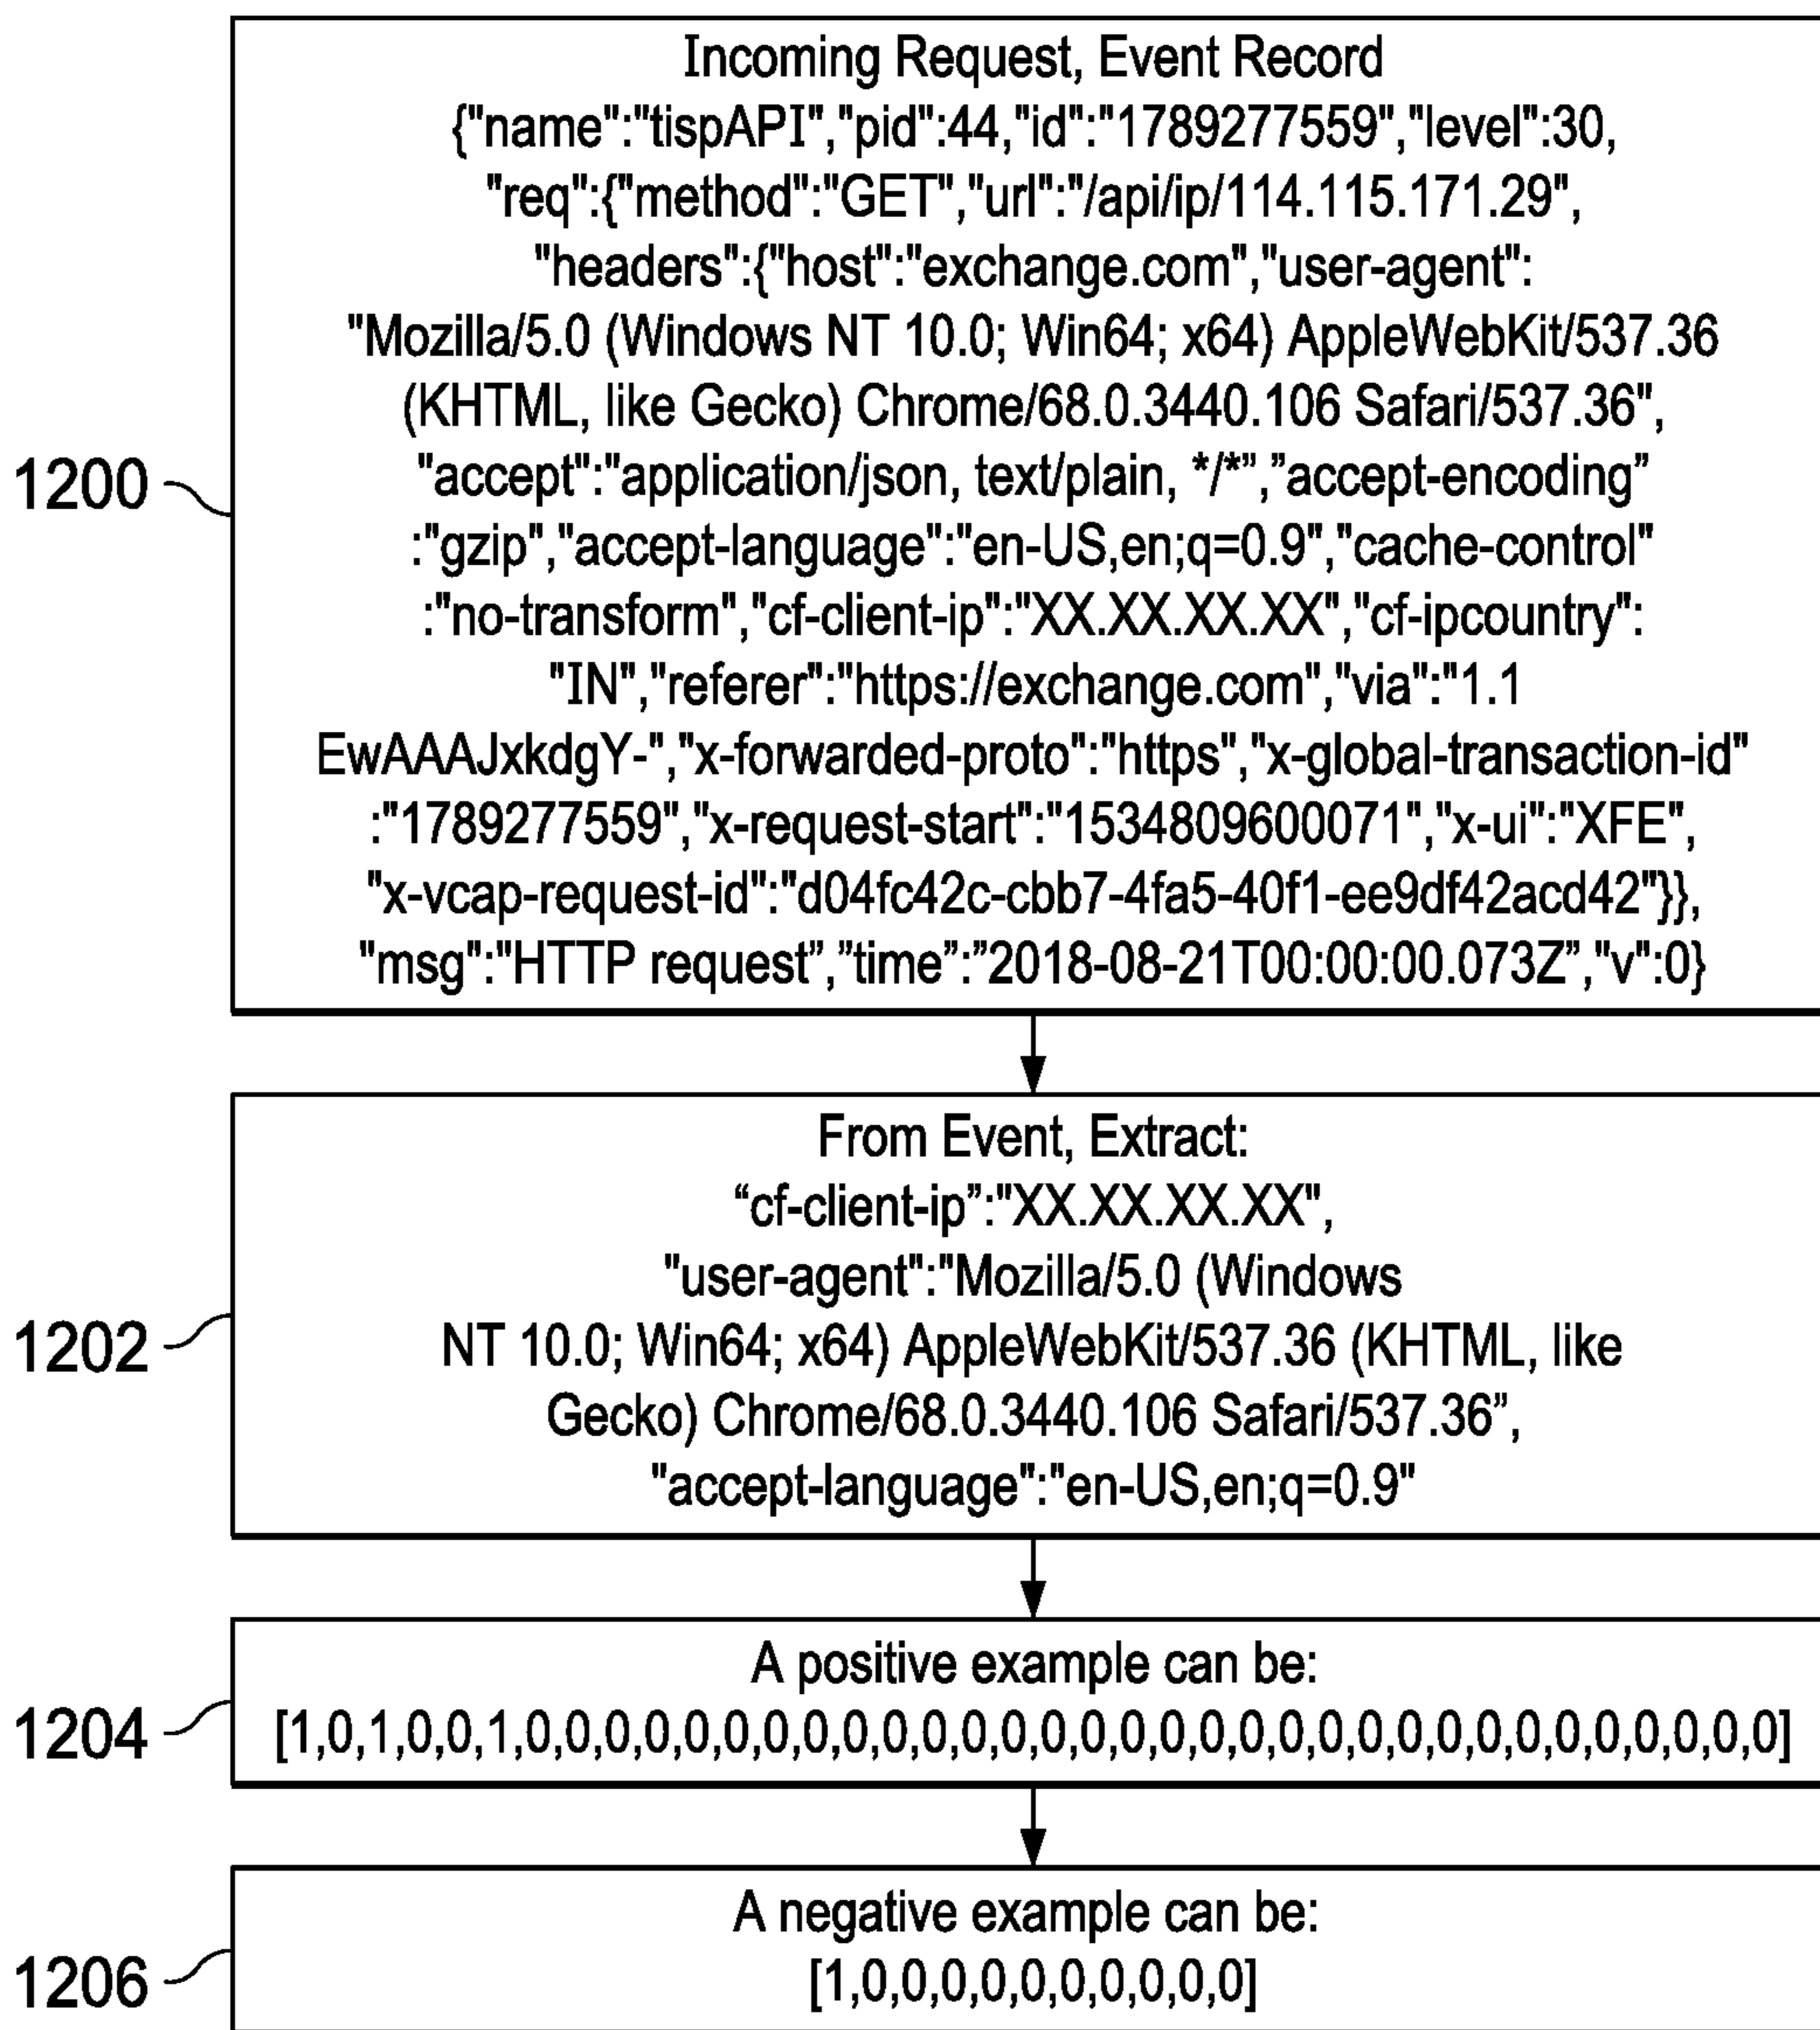 Incoming Request, Event Record
{"name":"tispAPI","pid":44,"id":"1789277559","level":30,
"req":{"method":"GET","url":"/api/ip/114.115.171.29",
"headers":{"host":"exchange.com","user-agent":
"Mozilla/5.0 (Windows NT 10.0; Win64; x64) AppleWebKit/537.36
(KHTML, like Gecko) Chrome/68.0.3440.106 Safari/537.36",
1200
"accept":"application/json, text/plain, */*”,”accept-encoding”
:"gzip","accept-language":"en-US,en;q=0.9","cache-control"
:"no-transform","cf-client-ip":"XX.XX.XX.XX","cf-ipcountry":
"IN","referer":"https://exchange.com","via":"1.1
EwAAAJxkdgY-","x-forwarded-proto":"https","x-global-transaction-id"
:"1789277559","x-request-start":"1534809600071","x-ui":"XFE",
"x-vcap-request-id":"d04fc42c-cbb7-4fa5-40f1-ee9df42acd42"}},
"msg":"HTTP request”,”time”:”2018-08-21T00:00:00.073Z”,"v":0}
From Event, Extract:
“cf-client-ip”:"XX.XX.XX.XX",
"user-agent":"Mozilla/5.0 (Windows
1202
NT 10.0; Win64; x64) AppleWebKit/537.36 (KHTML, like
Gecko) Chrome/68.0.3440.106 Safari/537.36”,
"accept-language":"en-US,en;q=0.9"
A positive example can be:
1204
[1,0,1,0,0,1,0,0,0,0,0,0,0,0,0,0,0,0,0,0,0,0,0,0,0,0,0,0,0,0,0,0,0,0,0,0,0,0]
A negative example can be:
1206
[1,0,0,0,0,0,0,0,0,0,0]